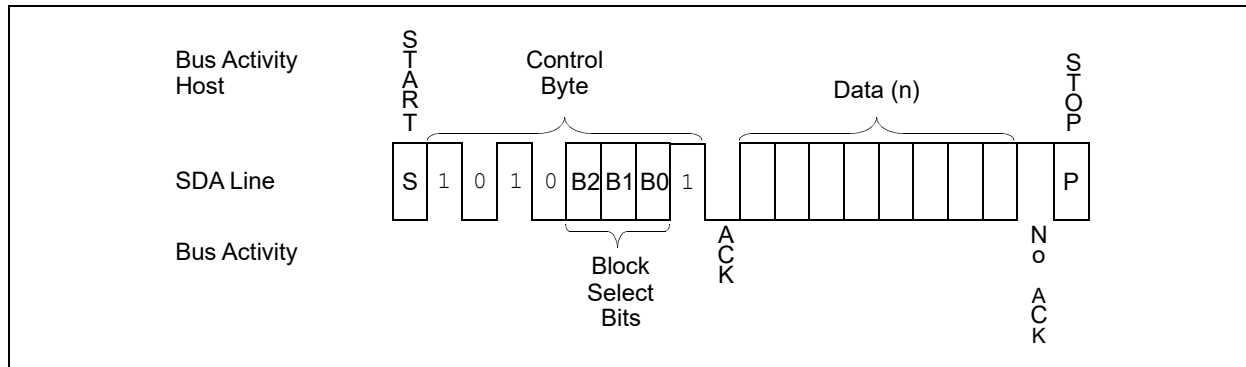 Bus Activity
Host
START
Control
Byte
Data (n)
STOP
SDA Line
S 1 0 1 0 B2 B1 B0 1 P
Bus Activity
ACK
No ACK
Block
Select
Bits